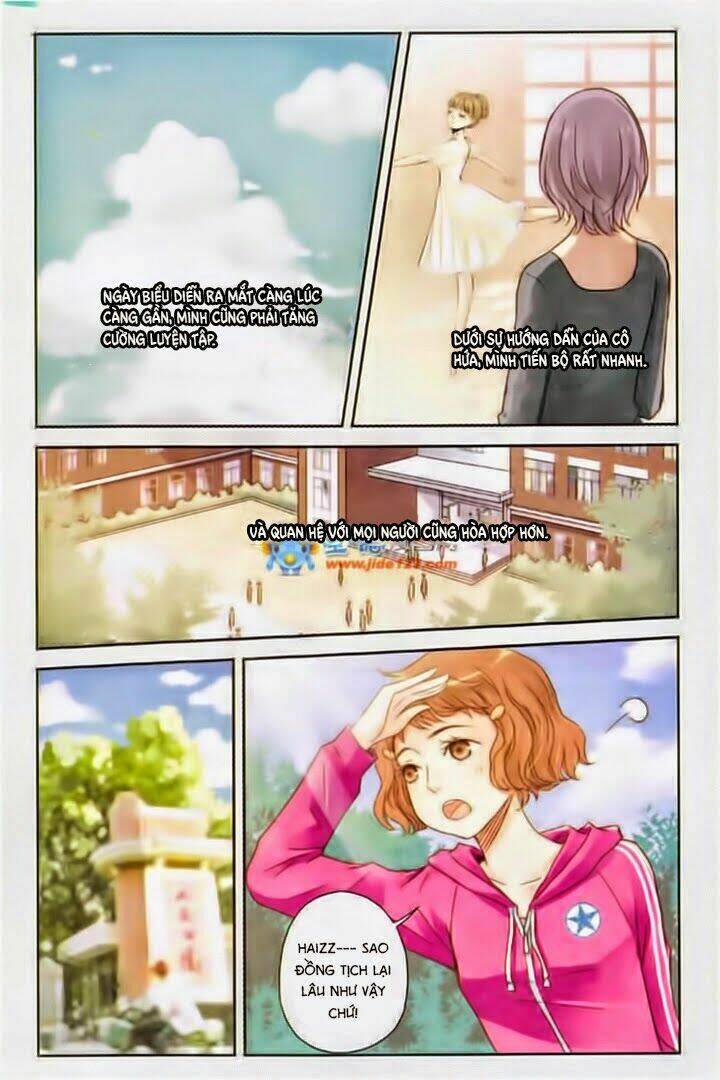 NGÀY BIỂU DIỄN RA MẮT CÀNG LÚC
CÀNG GẦN, MÌNH CŨNG PHẢI TĂNG
CƯỜNG LUYỆN TẬP.
DƯỚI SỰ HƯỚNG DẪN CỦA CÔ
HỨA, MÌNH TIẾN BỘ RẤT NHANH.
VÀ QUAN HỆ VỚI MỌI NGƯỜI CŨNG HÒA HỢP HƠN.
www.jide123.com
HAIZZ--- SAO
ĐỒNG TỊCH LẠI
LÂU NHƯ VẬY
CHỨ!